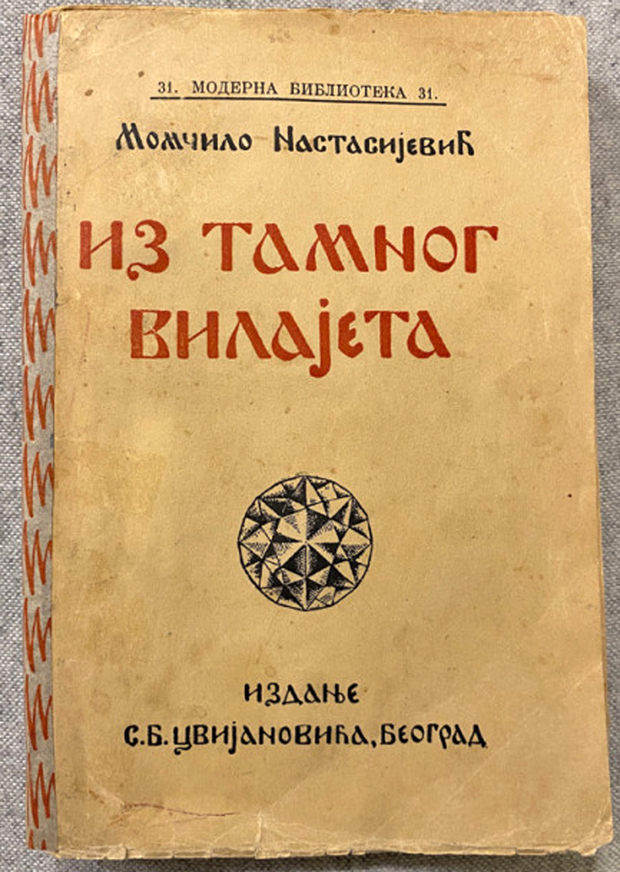 31. МОДЕРНА БИБЛИОТЕКА 31.
Момчило Настасијевић
ИЗ ТАМНОГ
ВИЛАЈЕТА
ИЗДАЊЕ
С.Б. ЦВИЈАНОВИЋА, БЕОГРАД